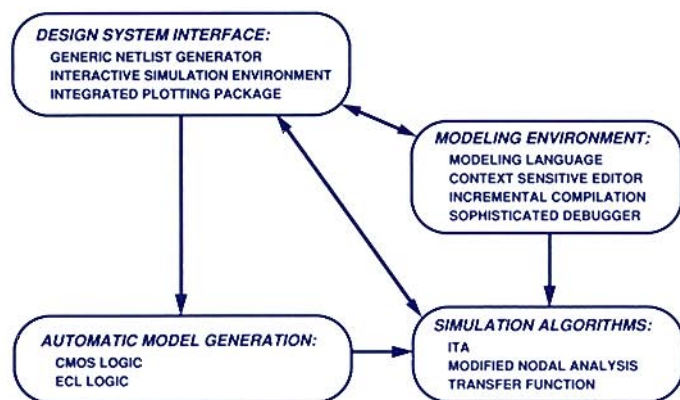 DESIGN SYSTEM INTERFACE:
GENERIC NETLIST GENERATOR
INTERACTIVE SIMULATION ENVIRONMENT
INTEGRATED PLOTTING PACKAGE
MODELING ENVIRONMENT:
MODELING LANGUAGE
CONTEXT SENSITIVE EDITOR
INCREMENTAL COMPILATION
SOPHISTICATED DEBUGGER
AUTOMATIC MODEL GENERATION:
CMOS LOGIC
ECL LOGIC
SIMULATION ALGORITHMS:
ITA
MODIFIED NODAL ANALYSIS
TRANSFER FUNCTION